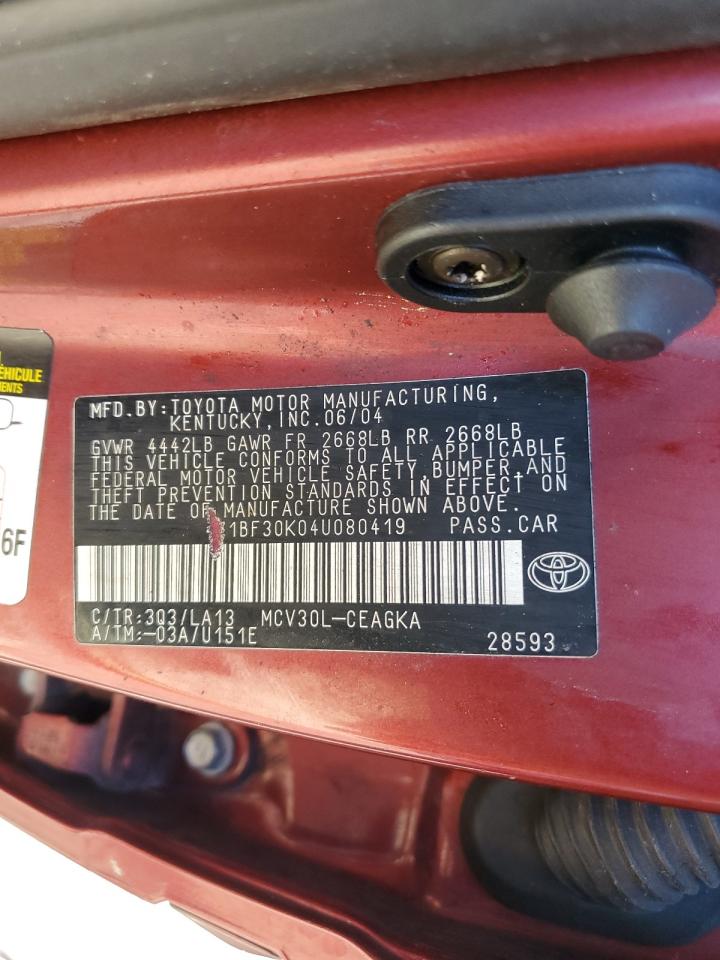 ÉHICULE
MENTS
6F
MFD.BY:TOYOTA MOTOR MANUFACTURING,
KENTUCKY,INC.06/04
GVWR 4442LB GAWR FR 2668LB RR 2668LB
THIS VEHICLE CONFORMS TO ALL APPLICABLE
FEDERAL MOTOR VEHICLE SAFETY,BUMPER,AND
THEFT PREVENTION STANDARDS IN EFFECT ON
THE DATE OF MANUFACTURE SHOWN ABOVE.
1BF30K04U080419 PASS.CAR
C/TR:3Q3/LA13 MCV30L-CEAGKA
A/TM:-03A/U151E 28593